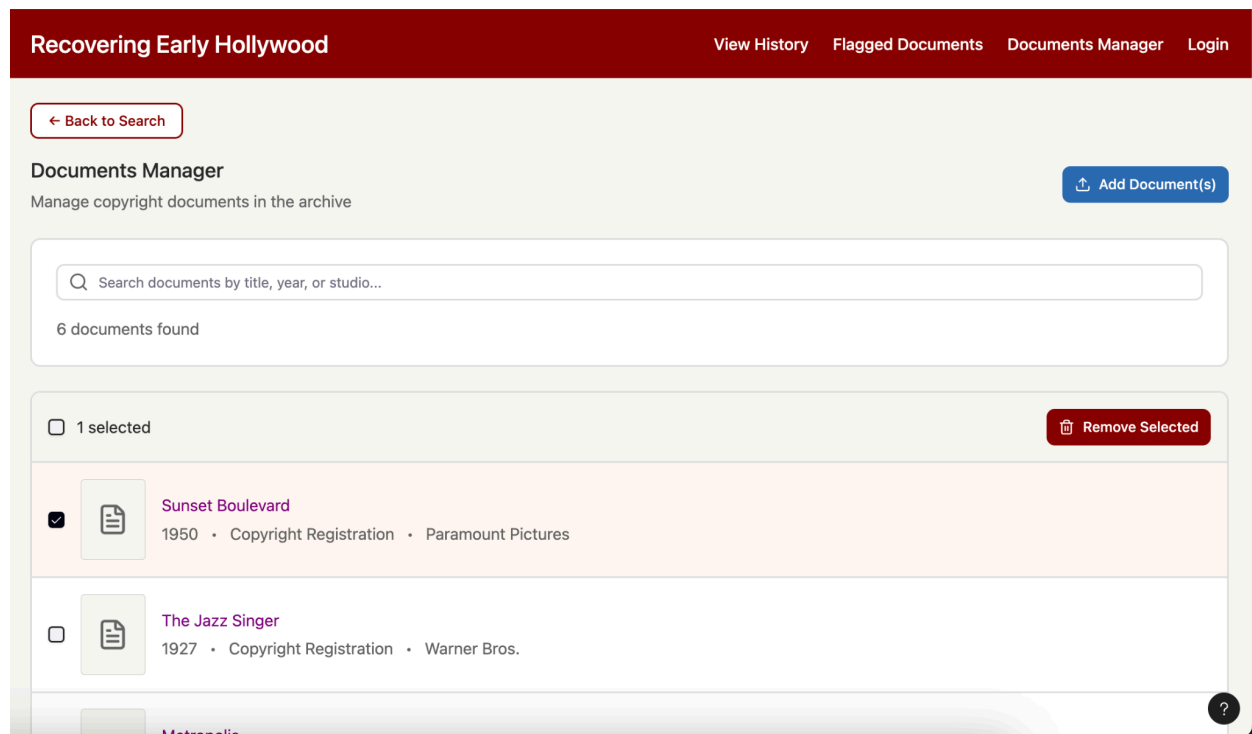 Recovering Early Hollywood
View History Flagged Documents Documents Manager Login
← Back to Search
Documents Manager
Manage copyright documents in the archive
Add Document(s)
Search documents by title, year, or studio...
6 documents found
1 selected
Remove Selected
Sunset Boulevard
1950 • Copyright Registration • Paramount Pictures
The Jazz Singer
1927 • Copyright Registration • Warner Bros.
?